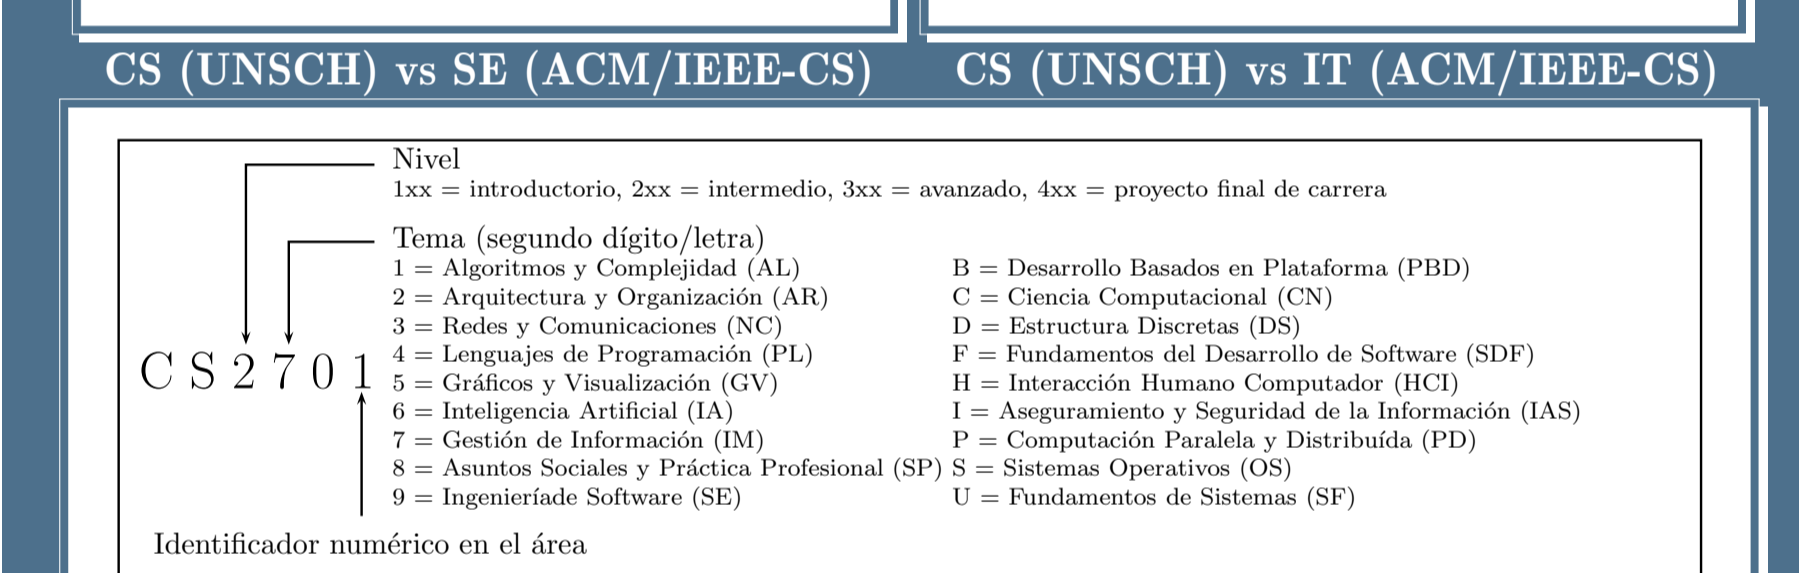 CS (UNSCH) vs SE (ACM/IEEE-CS)
CS (UNSCH) vs IT (ACM/IEEE-CS)
Nivel
1xx = introductorio, 2xx = intermedio, 3xx = avanzado, 4xx = proyecto final de carrera
Tema (segundo dígito/letra)
1 = Algoritmos y Complejidad (AL)
2 = Arquitectura y Organización (AR)
3 = Redes y Comunicaciones (NC)
4 = Lenguajes de Programación (PL)
5 = Gráficos y Visualización (GV)
6 = Inteligencia Artificial (IA)
7 = Gestión de Información (IM)
8 = Asuntos Sociales y Práctica Profesional (SP)
9 = Ingenieríade Software (SE)
B = Desarrollo Basados en Plataforma (PBD)
C = Ciencia Computacional (CN)
D = Estructura Discretas (DS)
F = Fundamentos del Desarrollo de Software (SDF)
H = Interacción Humano Computador (HCI)
I = Aseguramiento y Seguridad de la Información (IAS)
P = Computación Paralela y Distribuída (PD)
S = Sistemas Operativos (OS)
U = Fundamentos de Sistemas (SF)
C S 2 7 0 1
Identificador numérico en el área